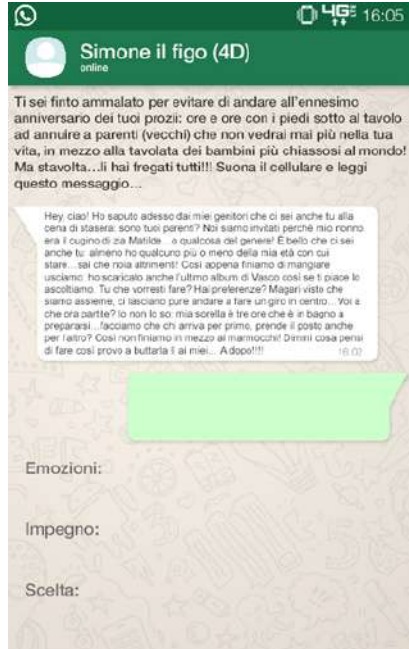 4G 16:05
Simone il figo (4D)
online
Ti sei finto ammalato per evitare di andare all'ennesimo
anniversario dei tuoi prozii: ore e ore con i piedi sotto al tavolo
ad annuire a parenti (vecchi) che non vedrai mai più nella tua
vita, in mezzo alla tavolata dei bambini più chiassosi al mondo!
Ma stavolta…li hai fregati tutti!!! Suona il cellulare e leggi
questo messaggio…
Hey, ciao! Ho saputo adesso dai miei genitori che ci sei anche tu alla
cena di stasera: sono tuoi parenti? Noi siamo invitati perchè mio nonno
era il cugino di zia Matilde…o qualcosa del genere! È bello che ci sei
anche tu: almeno ho qualcuno più o meno della mia età con cui
stare…sai che noia altrimenti! Così appena finiamo di mangiare
usciamo: ho scaricato anche l'ultimo album di Vasco così se ti piace lo
ascoltiamo. Tu che vorresti fare? Hai preferenze? Magari visto che
siamo assieme, ci lasciano pure andare a fare un giro in centro… Voi a
che ora partite? Io non lo so: mia sorella è tre ore che è in bagno a
prepararsi…facciamo che chi arriva per primo, prende il posto anche
per l'altro? Così non finiamo in mezzo ai marmocchi! Dimmi cosa pensi
di fare così provo a buttarla lì ai miei… A dopo!!!!
16:02
Emozioni:
Impegno:
Scelta: